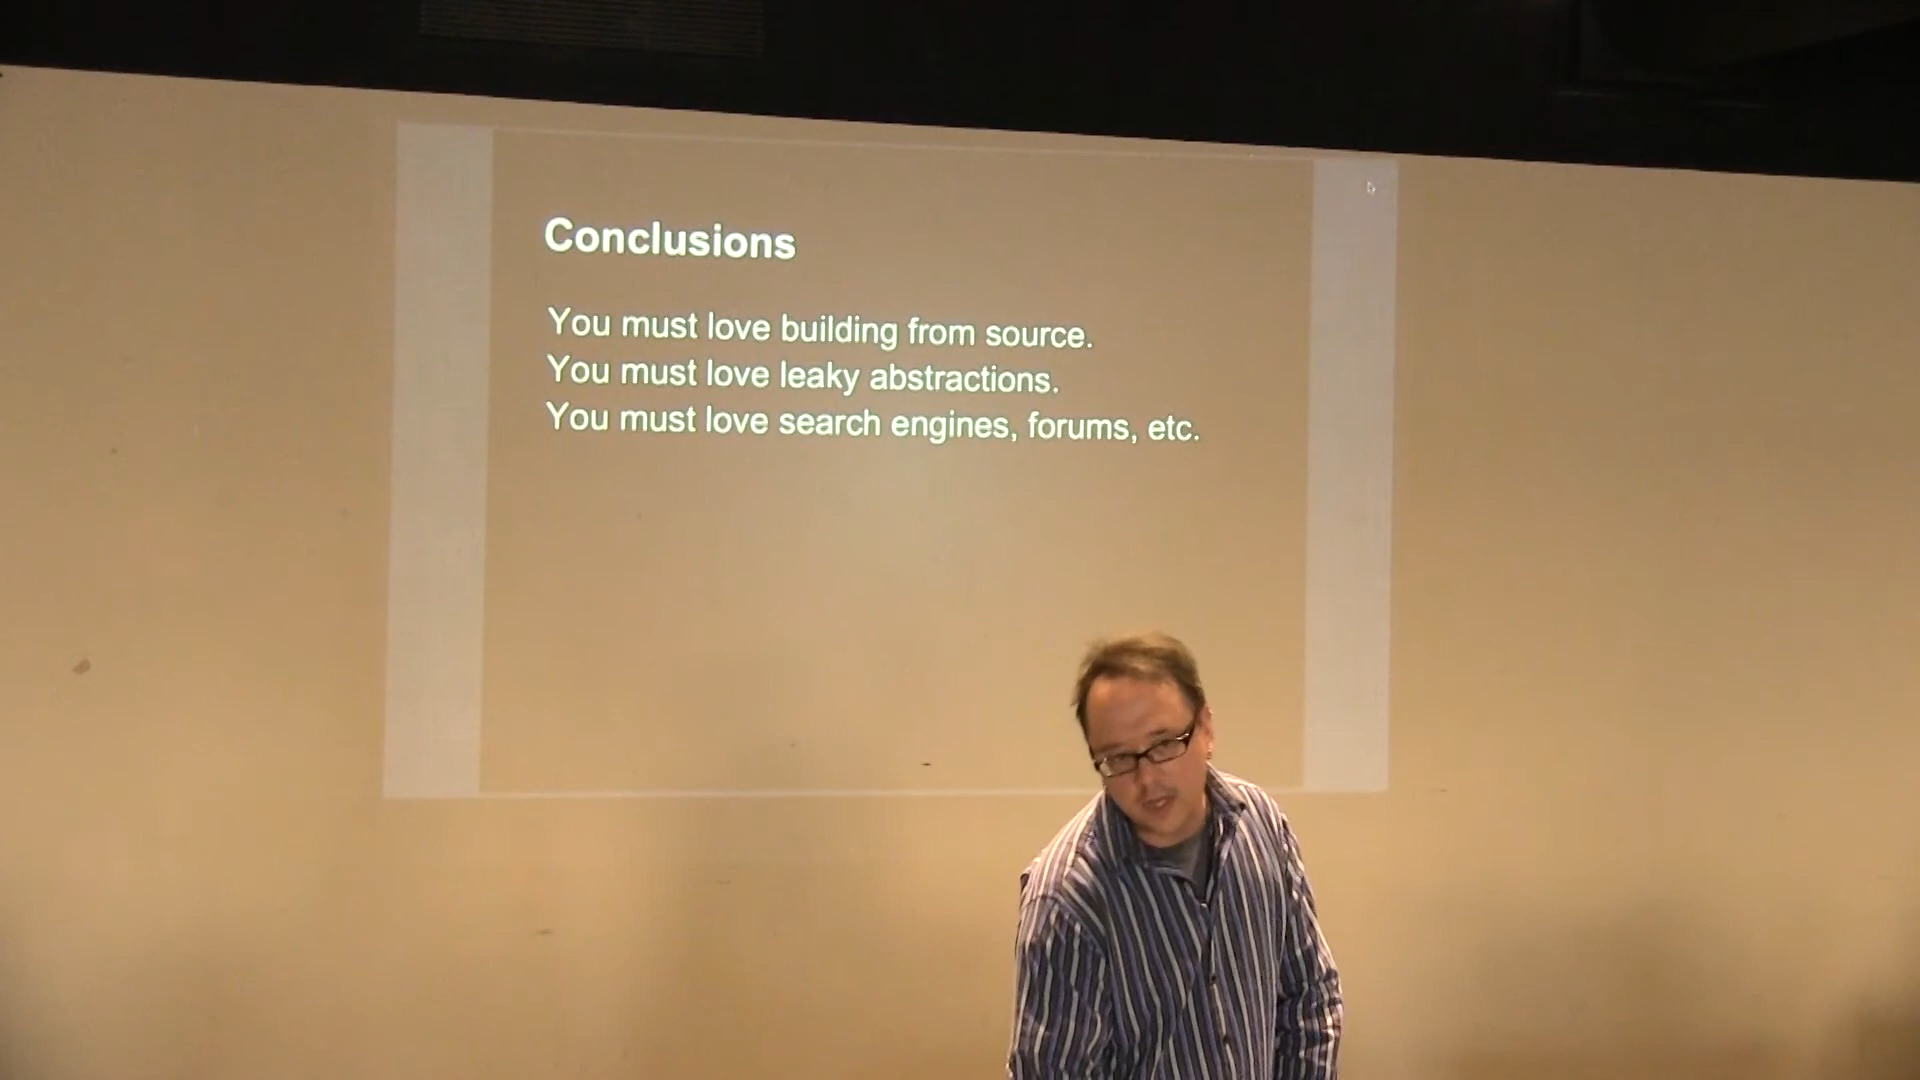 Conclusions
You must love building from source.
You must love leaky abstractions.
You must love search engines, forums, etc.